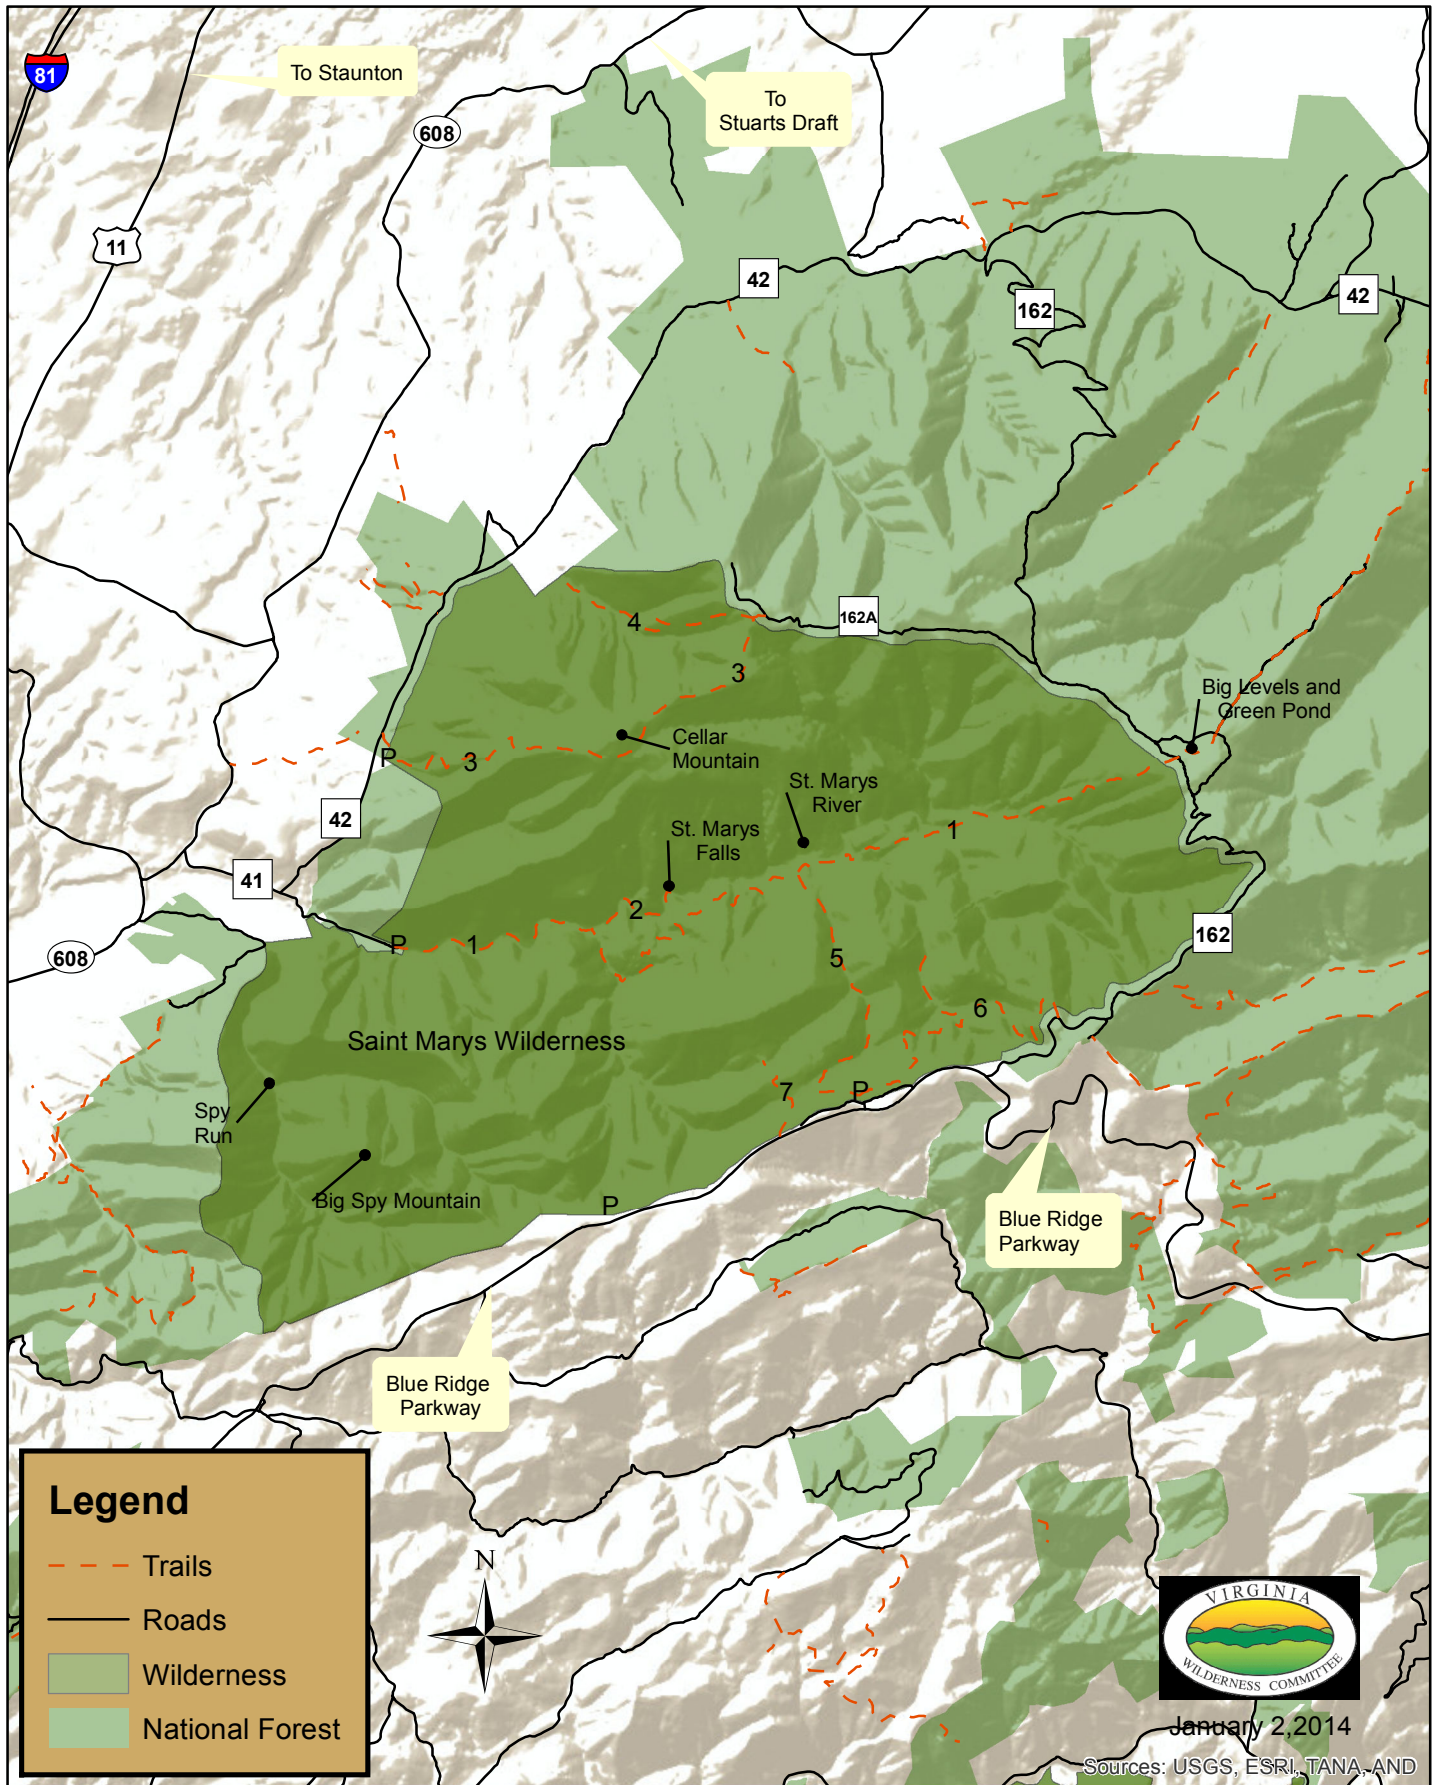 81
To Staunton
To
Stuarts Draft
608
11
42
162
42
4
162A
3
Big Levels and
Green Pond
P
3
Cellar
Mountain
St. Marys
River
42
St. Marys
Falls
1
41
2
P
1
608
5
162
6
Saint Marys Wilderness
7
P
Spy
Run
Big Spy Mountain
P
Blue Ridge
Parkway
Blue Ridge
Parkway
Legend
Trails
Roads
Wilderness
National Forest
N
VIRGINIA
WILDERNESS COMMITTEE
January 2,2014
Sources: USGS, ESRI, TANA, AND